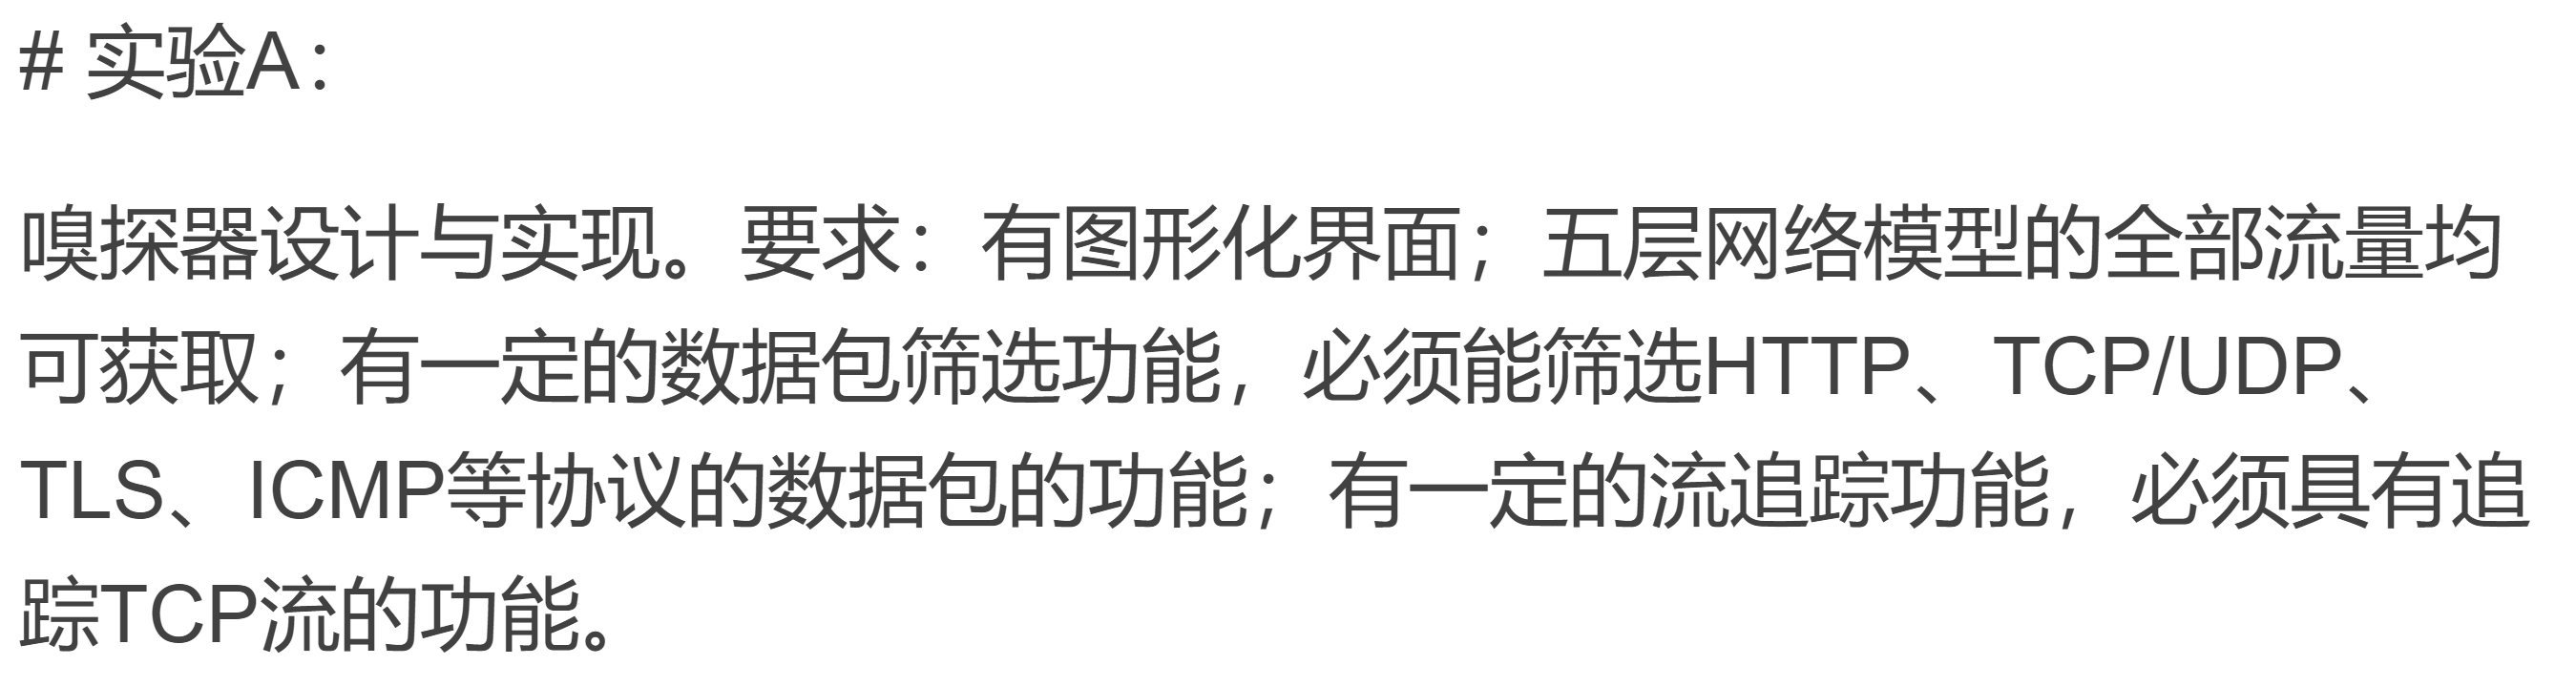 # 实验A：
嗅探器设计与实现。要求：有图形化界面；五层网络模型的全部流量均
可获取；有一定的数据包筛选功能，必须能筛选HTTP、TCP/UDP、
TLS、ICMP等协议的数据包的功能；有一定的流追踪功能，必须具有追
踪TCP流的功能。